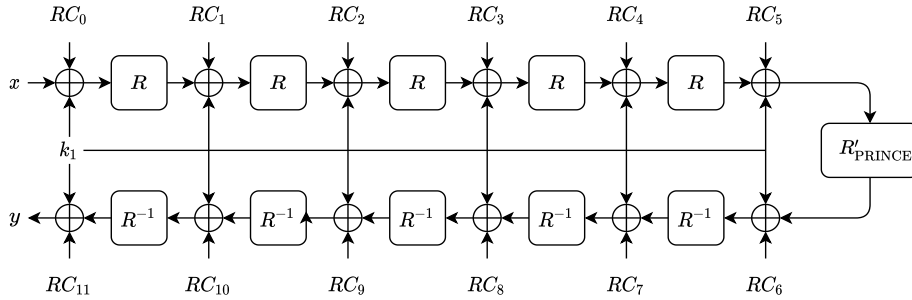 RC₀ RC₁ RC₂ RC₃ RC₄ RC₅
x R R R R R
k₁ R′PRINCE
y R⁻¹ R⁻¹ R⁻¹ R⁻¹ R⁻¹
RC₁₁ RC₁₀ RC₉ RC₈ RC₇ RC₆